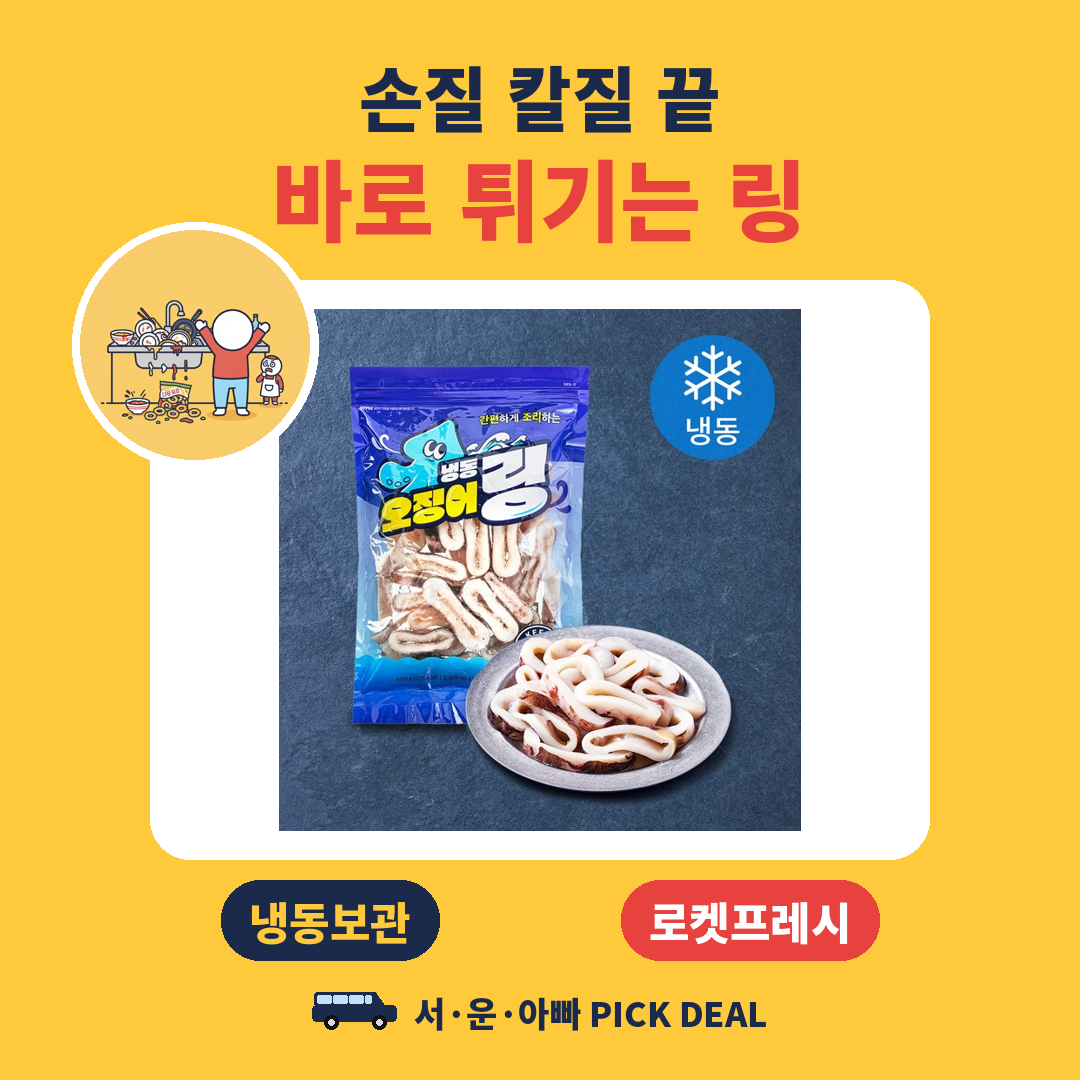 손질 칼질 끝
바로 튀기는 링
냉동
간편하게 조리하는
냉동
오징어 링
냉동보관
로켓프레시
서·운·아빠 PICK DEAL